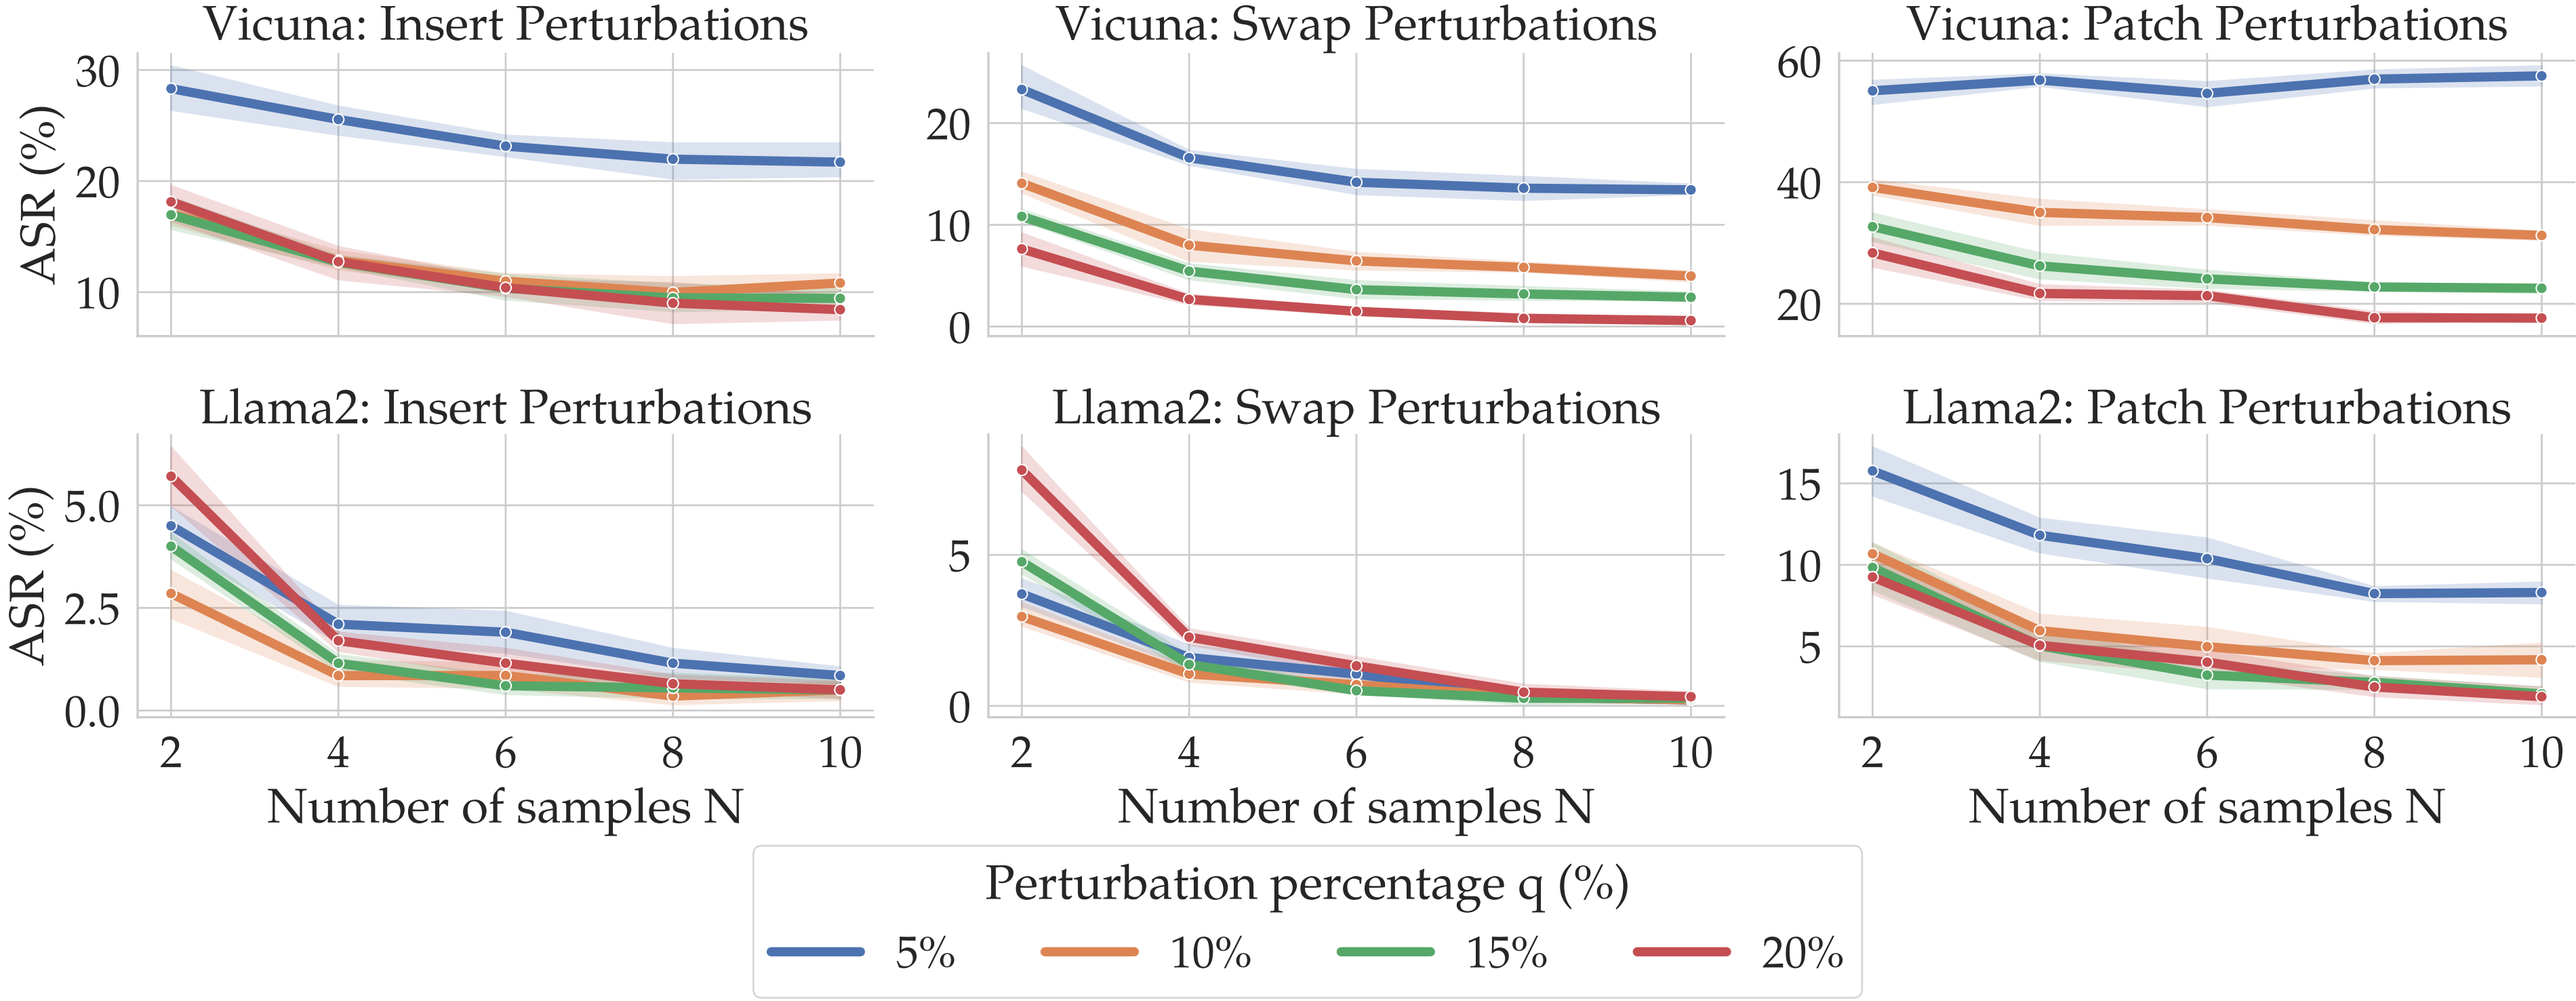 Vicuna: Insert Perturbations
Vicuna: Swap Perturbations
Vicuna: Patch Perturbations
ASR (%)
30
20
10
20
10
0
60
40
20
Llama2: Insert Perturbations
Llama2: Swap Perturbations
Llama2: Patch Perturbations
ASR (%)
5.0
2.5
0.0
5
0
15
10
5
2 4 6 8 10
2 4 6 8 10
2 4 6 8 10
Number of samples N
Number of samples N
Number of samples N
Perturbation percentage q (%)
5% 10% 15% 20%